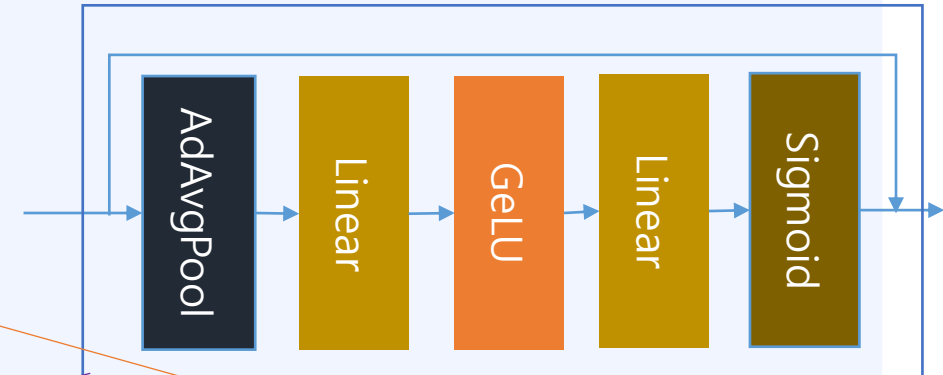 AdAvgPool
Linear
GeLU
Linear
Sigmoid